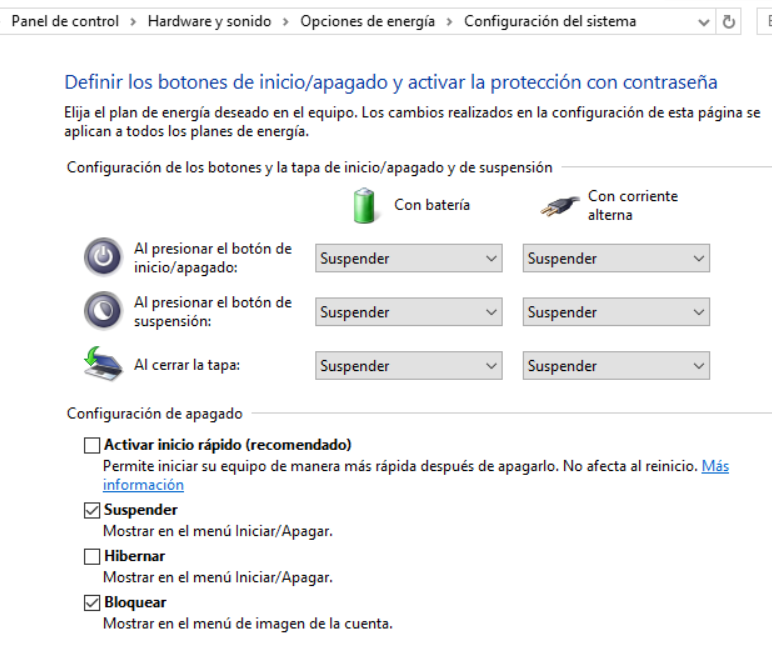 Panel de control > Hardware y sonido > Opciones de energía > Configuración del sistema
Definir los botones de inicio/apagado y activar la protección con contraseña
Elija el plan de energía deseado en el equipo. Los cambios realizados en la configuración de esta página se
aplican a todos los planes de energía.
Configuración de los botones y la tapa de inicio/apagado y de suspensión
Con batería
Con corriente
alterna
Al presionar el botón de
inicio/apagado:
Suspender
Suspender
Al presionar el botón de
suspensión:
Suspender
Suspender
Al cerrar la tapa:
Suspender
Suspender
Configuración de apagado
Activar inicio rápido (recomendado)
Permite iniciar su equipo de manera más rápida después de apagarlo. No afecta al reinicio. Más
información
Suspender
Mostrar en el menú Iniciar/Apagar.
Hibernar
Mostrar en el menú Iniciar/Apagar.
Bloquear
Mostrar en el menú de imagen de la cuenta.